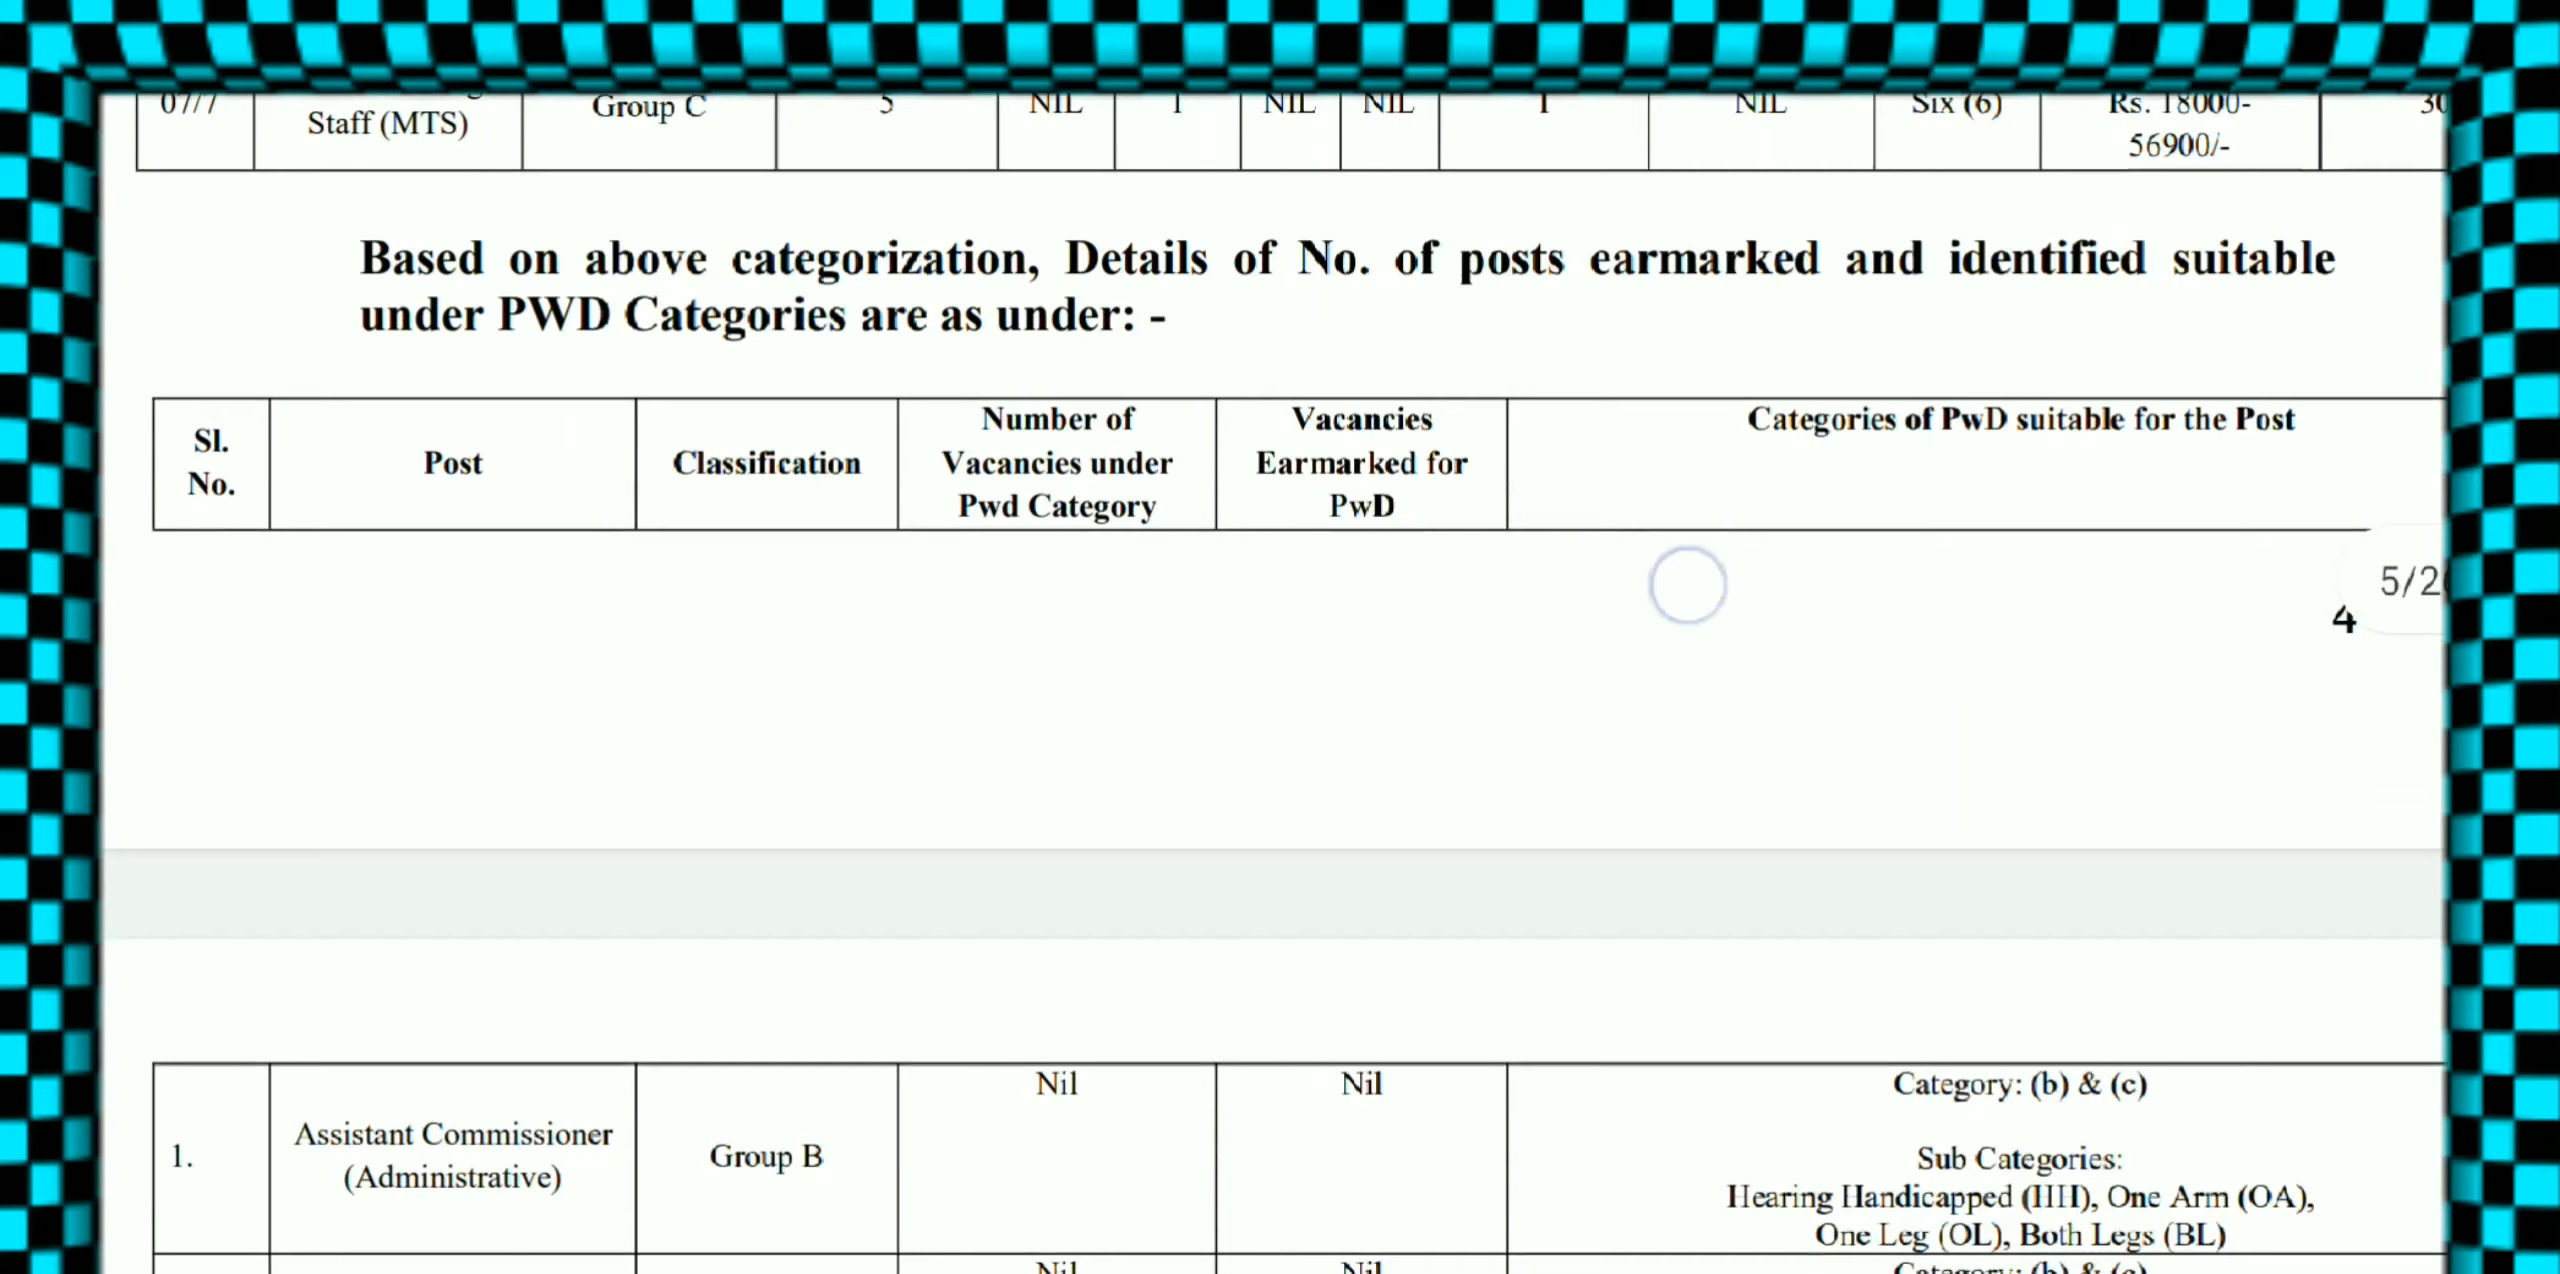 07/7 Staff (MTS) Group C 5 NIL 1 NIL NIL 1 NIL Six (6) Rs. 18000-
56900/-
Based on above categorization, Details of No. of posts earmarked and identified suitable
under PWD Categories are as under: -
Sl.
No.
Post
Classification
Number of
Vacancies under
Pwd Category
Vacancies
Earmarked for
PwD
Categories of PwD suitable for the Post
5/2
4
1.
Assistant Commissioner
(Administrative)
Group B
Nil
Nil
Category: (b) & (c)
Sub Categories:
Hearing Handicapped (HH), One Arm (OA),
One Leg (OL), Both Legs (BL)
Nil
Nil